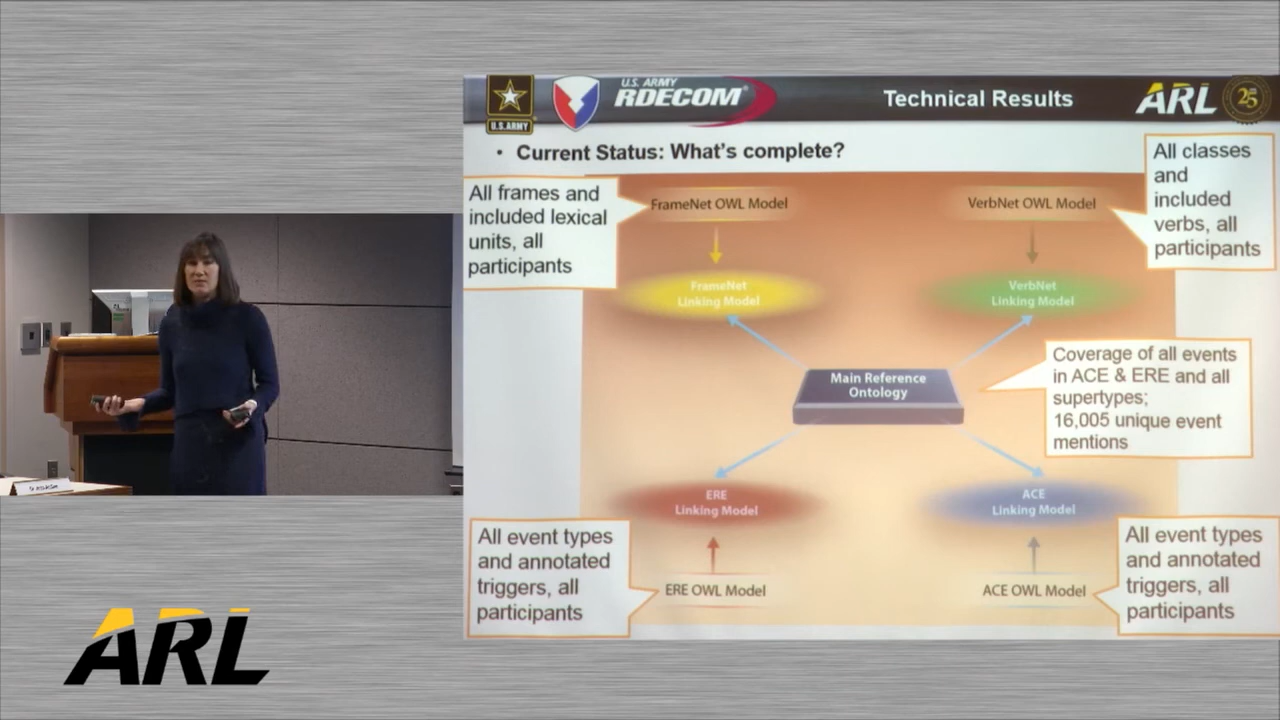 U.S. ARMY
U.S. ARMY
RDECOM
Technical Results
ARL
25
• Current Status: What's complete?
All frames and
included lexical
units, all
participants
FrameNet OWL Model
VerbNet OWL Model
All classes
and
included
verbs, all
participants
FrameNet
Linking Model
VerbNet
Linking Model
Main Reference
Ontology
Coverage of all events
in ACE & ERE and all
supertypes;
16,005 unique event
mentions
ERE
Linking Model
ACE
Linking Model
All event types
and annotated
triggers, all
participants
ERE OWL Model
ACE OWL Model
All event types
and annotated
triggers, all
participants
ARL